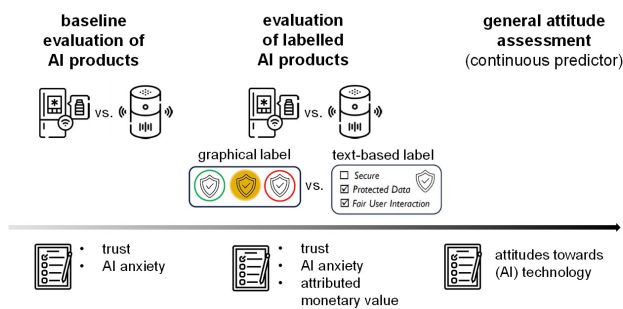 baseline
evaluation of
AI products
evaluation
of labelled
AI products
general attitude
assessment
(continuous predictor)
vs.
vs.
graphical label
vs.
text-based label
Secure
Protected Data
Fair User Interaction
• trust
• AI anxiety
• trust
• AI anxiety
• attributed
monetary value
attitudes towards
(AI) technology